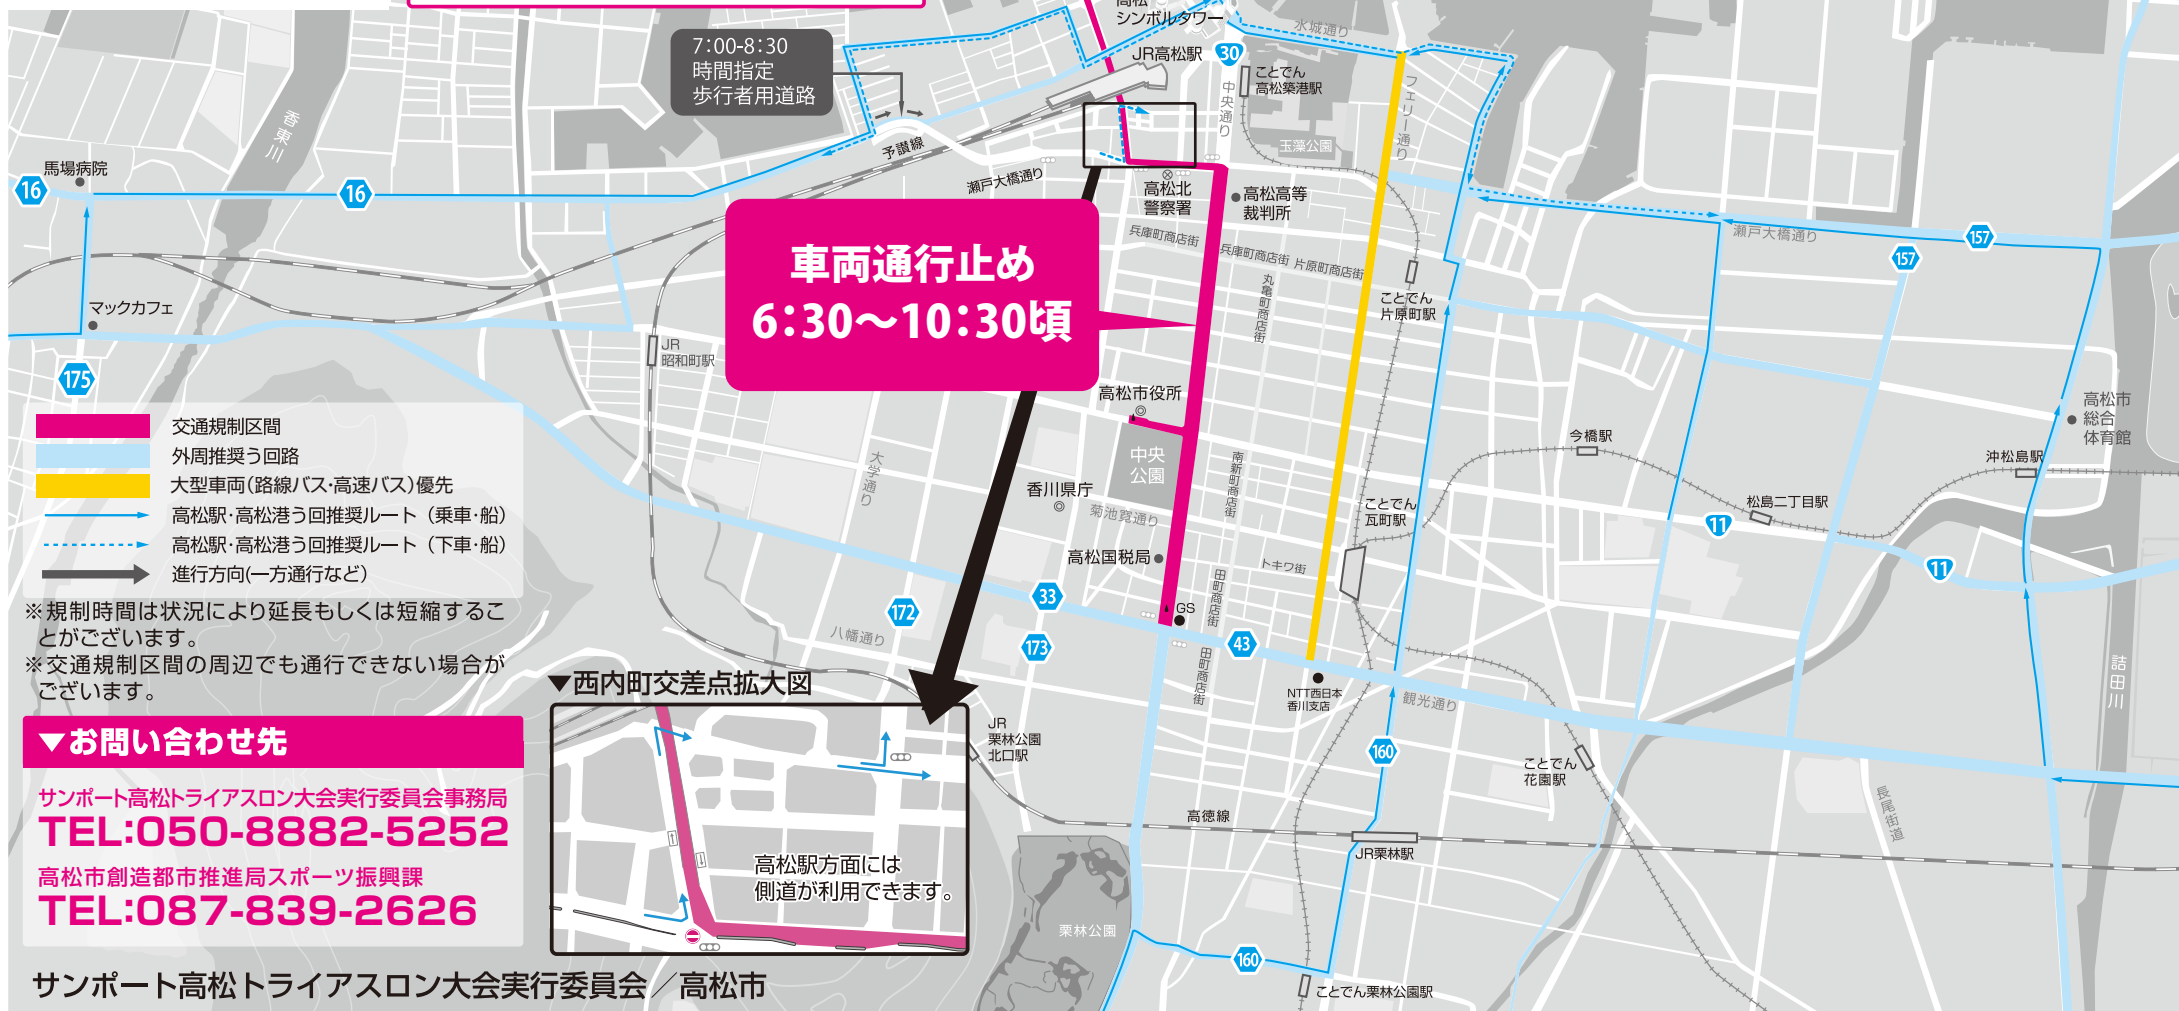 高松
シンボルタワー
水城通り
7:00-8:30
時間指定
歩行者用道路
JR高松駅
30
ことでん
高松築港駅
中央通り
フェリー通り
玉藻公園
香東川
予讃線
瀬戸大橋通り
馬場病院
16
16
高松北
警察署
高松高等
裁判所
兵庫町商店街
兵庫町商店街
片原町商店街
瀬戸大橋通り
157
157
車両通行止め
6:30〜10:30頃
丸亀町商店街
ことでん
片原町駅
マックカフェ
JR
昭和町駅
175
高松市役所
高松市
総合
体育館
交通規制区間
外周推奨う回路
大型車両(路線バス・高速バス)優先
高松駅・高松港う回推奨ルート（乗車・船）
高松駅・高松港う回推奨ルート（下車・船）
進行方向(一方通行など)
中央
公園
大学通り
南新町商店街
今橋駅
沖松島駅
香川県庁
菊池寛通り
ことでん
瓦町駅
松島二丁目駅
11
11
高松国税局
トキワ街
田町商店街
GS
33
172
173
43
八幡通り
田町商店街
※規制時間は状況により延長もしくは短縮するこ
とがございます。
※交通規制区間の周辺でも通行できない場合が
ございます。
詰田川
NTT西日本
香川支店
観光通り
▼西内町交差点拡大図
JR
栗林公園
北口駅
160
ことでん
花園駅
長尾街道
▼お問い合わせ先
サンポート高松トライアスロン大会実行委員会事務局
TEL:050-8882-5252
高松市創造都市推進局スポーツ振興課
TEL:087-839-2626
高松駅方面には
側道が利用できます。
高徳線
JR栗林駅
栗林公園
160
ことでん栗林公園駅
サンポート高松トライアスロン大会実行委員会／高松市